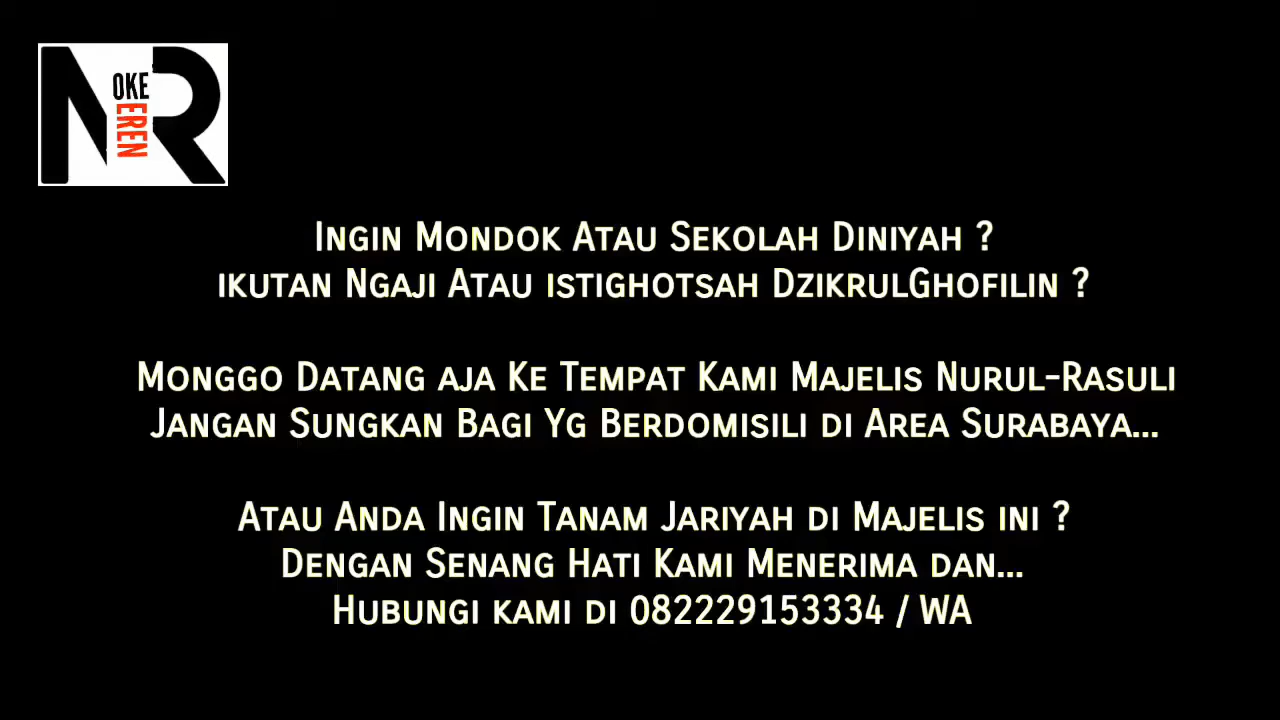 NR
OKE
EREN
Ingin Mondok Atau Sekolah Diniyah ?
ikutan Ngaji Atau istighotsah DzikrulGhofilin ?
Monggo Datang aja Ke Tempat Kami Majelis Nurul-Rasuli
Jangan Sungkan Bagi Yg Berdomisili di Area Surabaya...
Atau Anda Ingin Tanam Jariyah di Majelis ini ?
Dengan Senang Hati Kami Menerima dan...
Hubungi kami di 082229153334 / WA